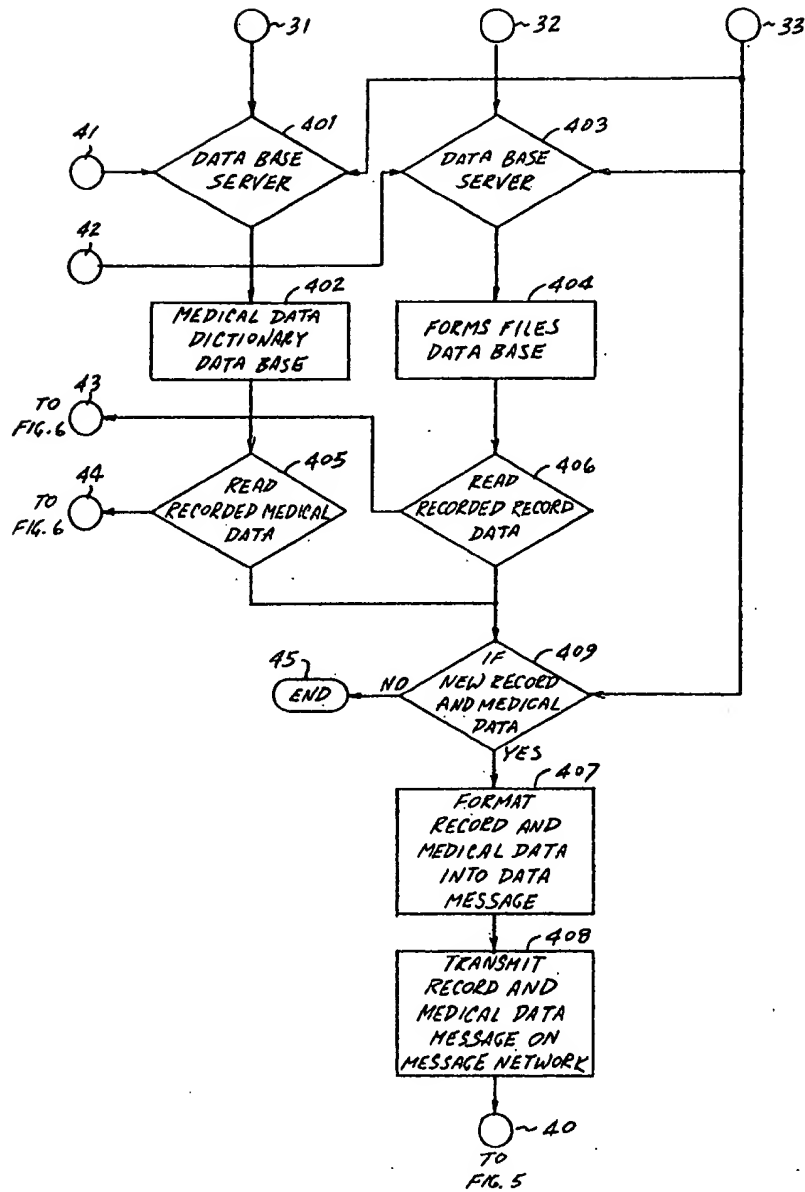 31
32
33
401
403
41
DATA BASE
SERVER
DATA BASE
SERVER
42
402
404
MEDICAL DATA
DICTIONARY
DATA BASE
FORMS FILES
DATA BASE
TO
FIG. 6
43
405
406
READ
RECORDED MEDICAL
DATA
READ
RECORDED RECORD
DATA
TO
FIG. 6
44
409
IF
NEW RECORD
AND MEDICAL
DATA
45
END
NO
YES
407
FORMAT
RECORD AND
MEDICAL DATA
INTO DATA
MESSAGE
408
TRANSMIT
RECORD AND
MEDICAL DATA
MESSAGE ON
MESSAGE NETWORK
40
TO
FIG. 5